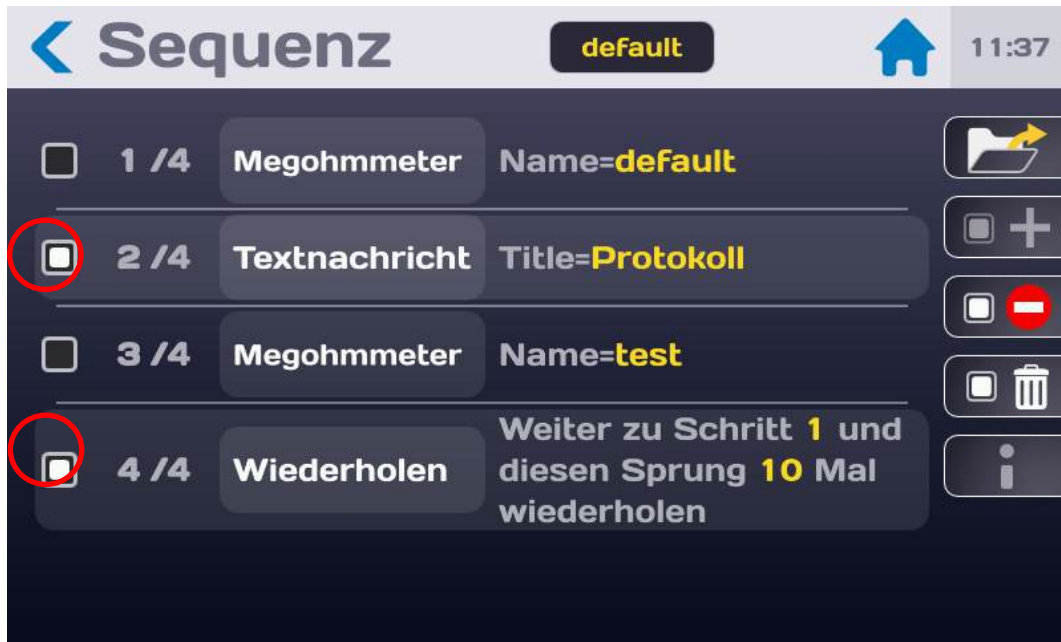 Sequenz default 11:37
1 /4 Megohmmeter Name=default
2 /4 Textnachricht Title=Protokoll
3 /4 Megohmmeter Name=test
4 /4 Wiederholen Weiter zu Schritt 1 und
diesen Sprung 10 Mal
wiederholen